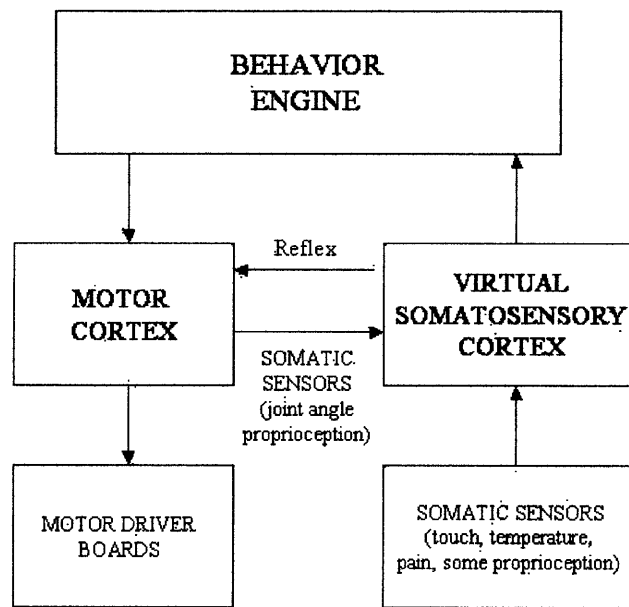 BEHAVIOR
ENGINE
Reflex
MOTOR
CORTEX
VIRTUAL
SOMATOSENSORY
CORTEX
SOMATIC
SENSORS
(joint angle
proprioception)
MOTOR DRIVER
BOARDS
SOMATIC SENSORS
(touch, temperature,
pain, some proprioception)